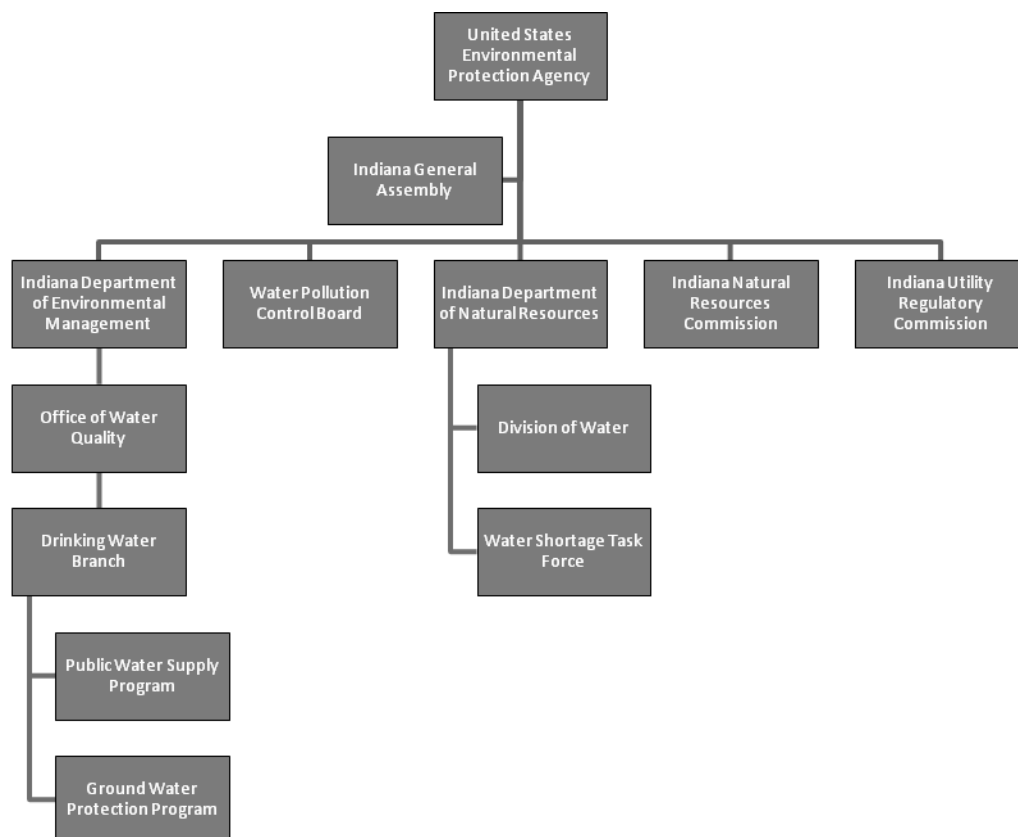 United States
Environmental
Protection Agency
Indiana General
Assembly
Indiana Department
of Environmental
Management
Water Pollution
Control Board
Indiana Department
of Natural Resources
Indiana Natural
Resources
Commission
Indiana Utility
Regulatory
Commission
Office of Water
Quality
Division of Water
Drinking Water
Branch
Water Shortage Task
Force
Public Water Supply
Program
Ground Water
Protection Program